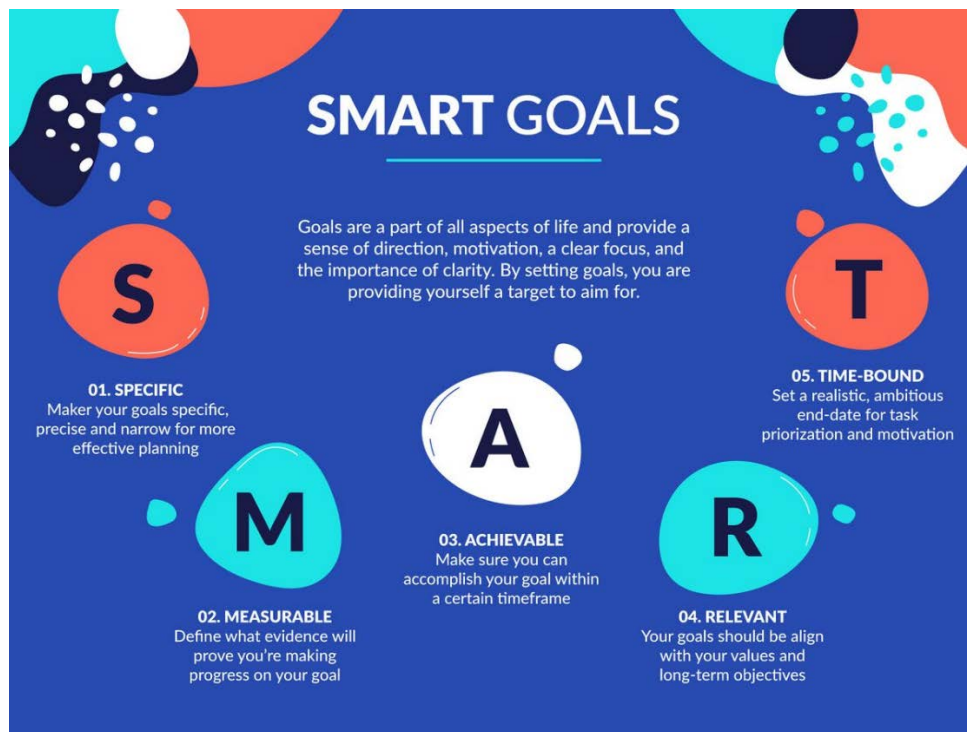 SMART GOALS
Goals are a part of all aspects of life and provide a
sense of direction, motivation, a clear focus, and
the importance of clarity. By setting goals, you are
providing yourself a target to aim for.
S
01. SPECIFIC
Maker your goals specific,
precise and narrow for more
effective planning
M
02. MEASURABLE
Define what evidence will
prove you're making
progress on your goal
A
03. ACHIEVABLE
Make sure you can
accomplish your goal within
a certain timeframe
R
04. RELEVANT
Your goals should be align
with your values and
long-term objectives
T
05. TIME-BOUND
Set a realistic, ambitious
end-date for task
priorization and motivation